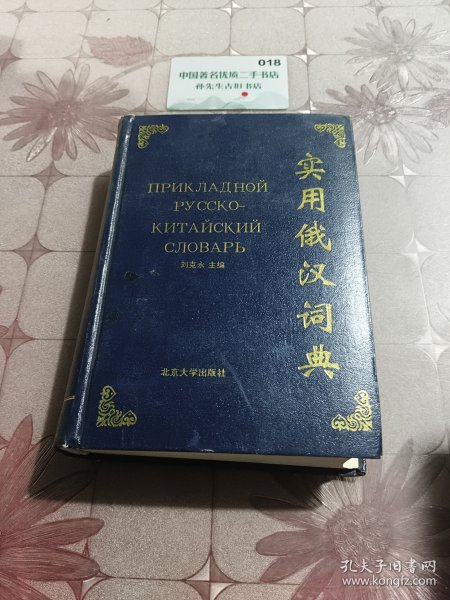 018
中国著名优质二手书店
孙先生古旧书店
ПРИКЛАДНОЙ
РУССКО-
КИТАЙСКИЙ
СЛОВАРЬ
刘克永 主编
实用俄汉词典
北京大学出版社
孔夫子旧书网
www.kongfz.com